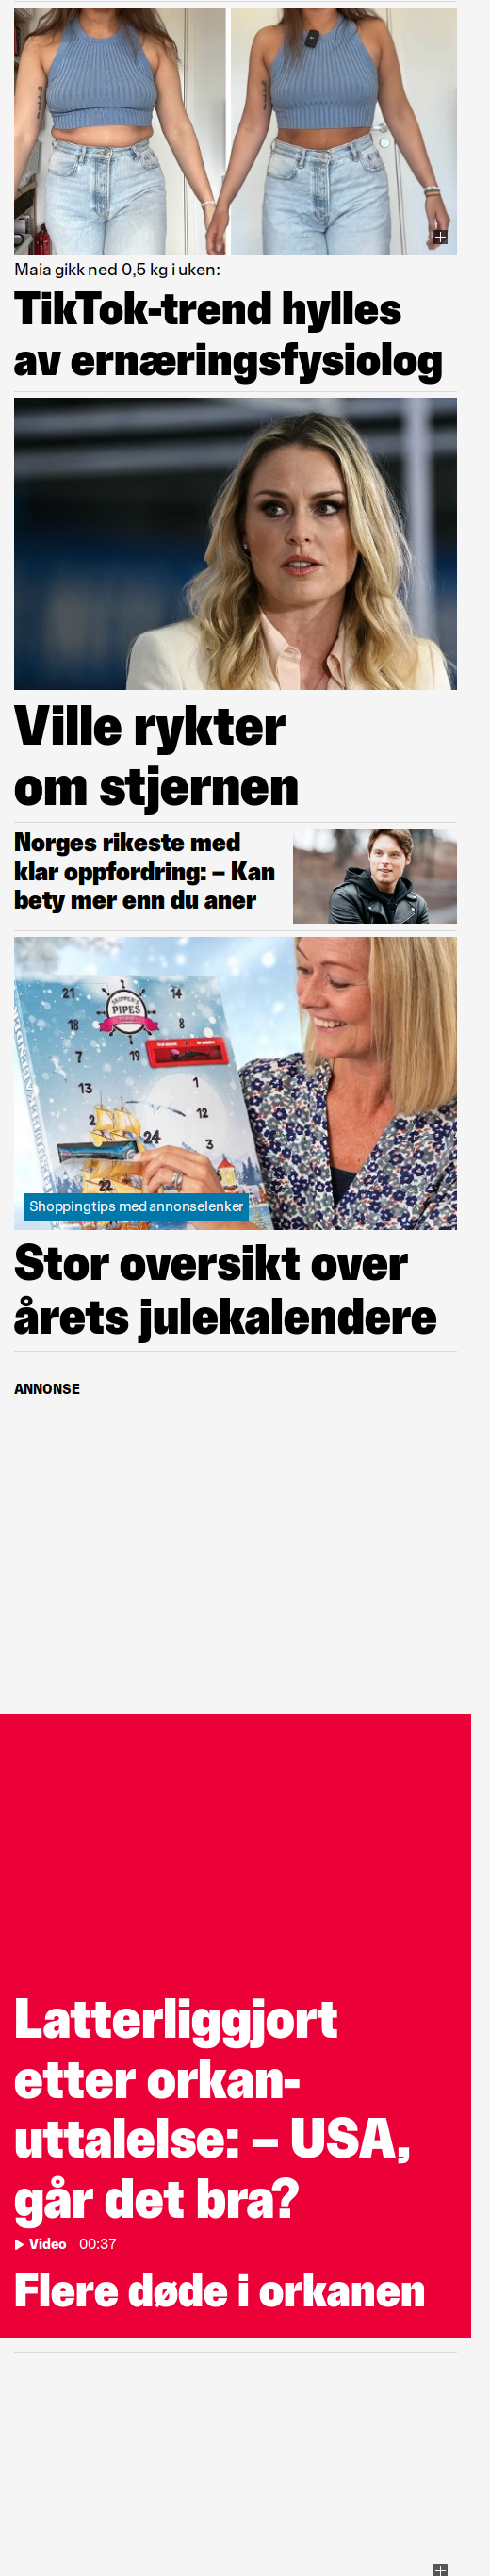 Maia gikk ned 0,5 kg i uken:
TikTok-trend hylles
av ernæringsfysiolog
Ville rykter
om stjernen
Norges rikeste med
klar oppfordring: – Kan
bety mer enn du aner
21
14
SKIPPER'S
PIPES
18
8
7
19
13
1
2
12
24
3
22
Shoppingtips med annonselenker
Stor oversikt over
årets julekalendere
ANNONSE
Latterliggjort
etter orkan-
uttalelse: – USA,
går det bra?
Video | 00:37
Flere døde i orkanen